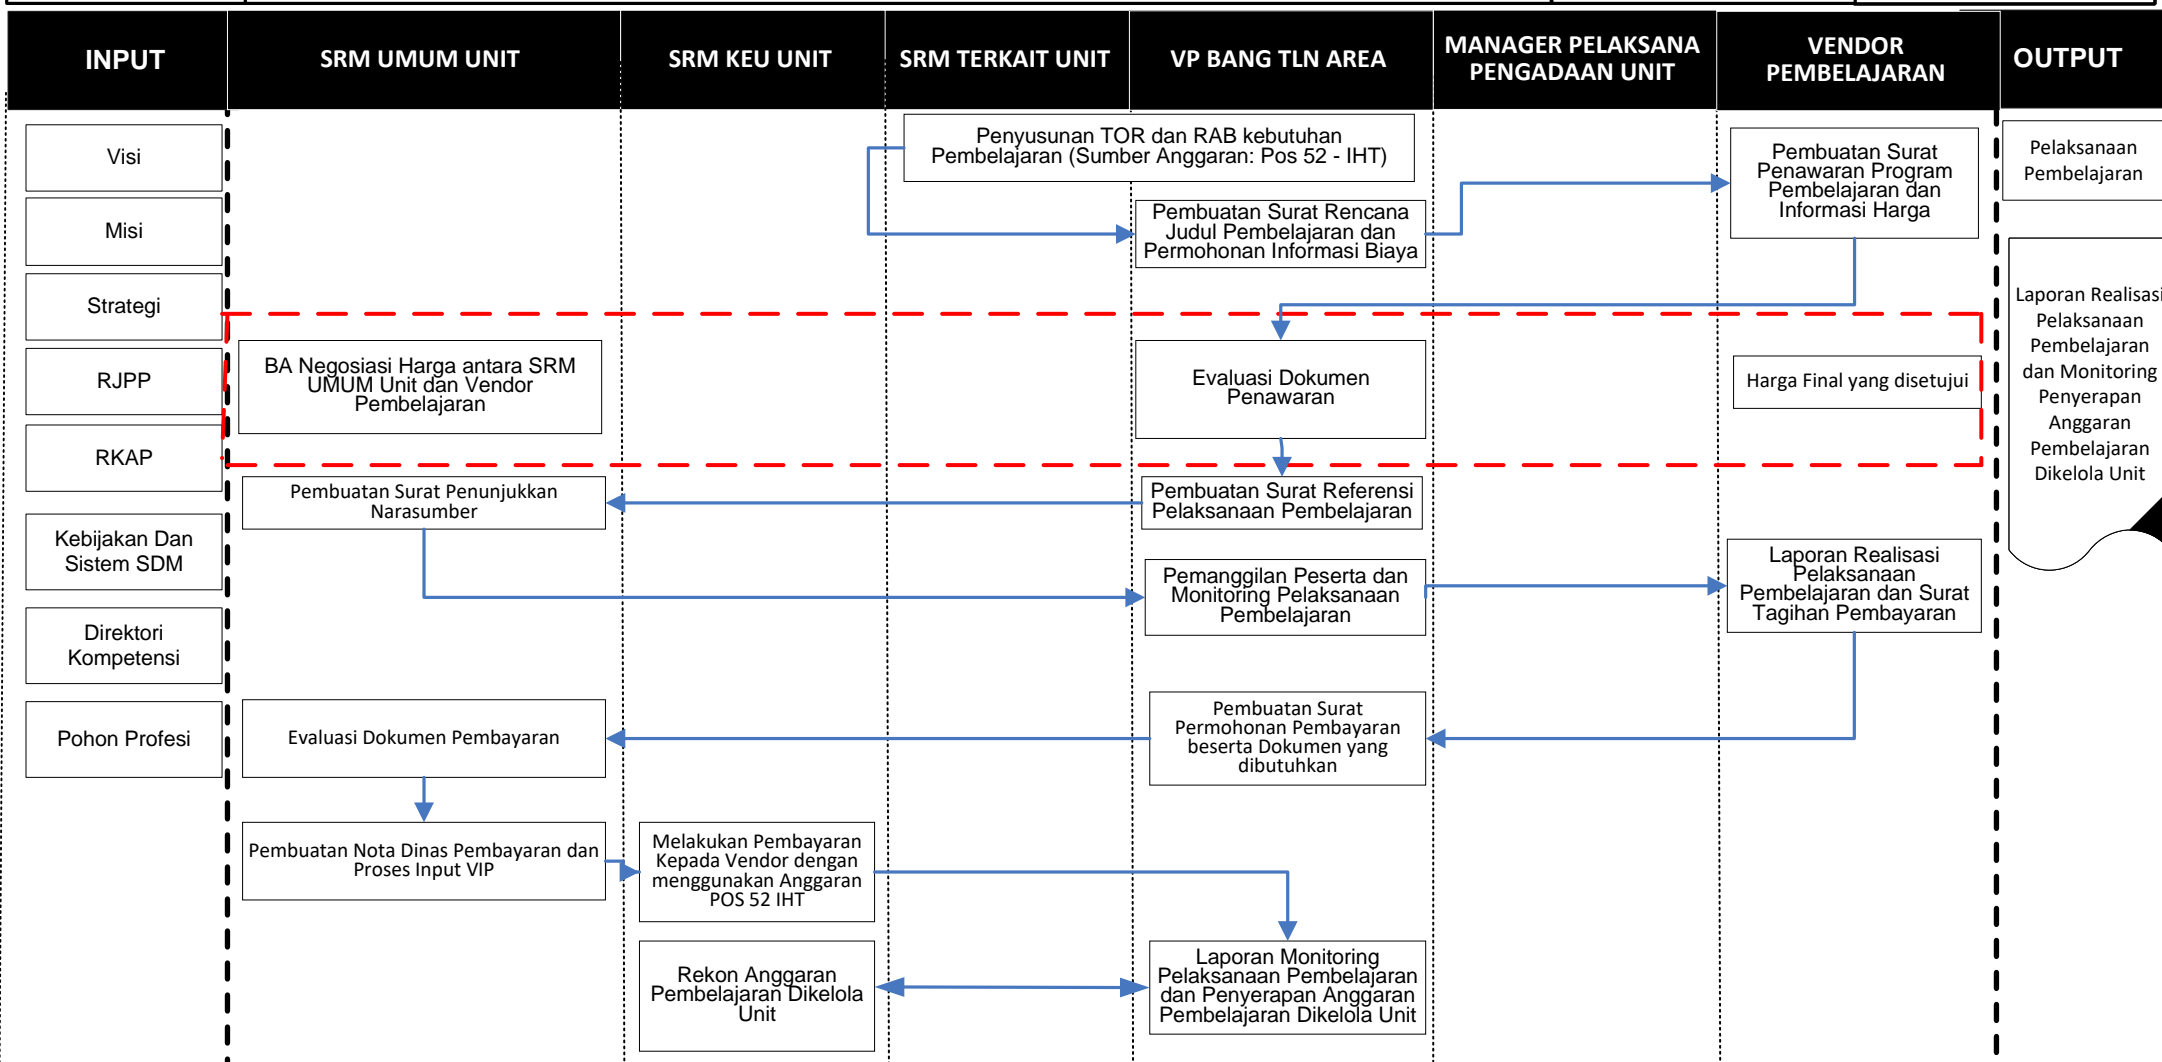 INPUT
SRM UMUM UNIT
SRM KEU UNIT
SRM TERKAIT UNIT
VP BANG TLN AREA
MANAGER PELAKSANA
PENGADAAN UNIT
VENDOR
PEMBELAJARAN
OUTPUT
Visi
Misi
Strategi
RJPP
RKAP
Kebijakan Dan
Sistem SDM
Direktori
Kompetensi
Pohon Profesi
Penyusunan TOR dan RAB kebutuhan
Pembelajaran (Sumber Anggaran: Pos 52 - IHT)
Pembuatan Surat Rencana
Judul Pembelajaran dan
Permohonan Informasi Biaya
Pembuatan Surat
Penawaran Program
Pembelajaran dan
Informasi Harga
BA Negosiasi Harga antara SRM
UMUM Unit dan Vendor
Pembelajaran
Evaluasi Dokumen
Penawaran
Harga Final yang disetujui
Pembuatan Surat Penunjukkan
Narasumber
Pembuatan Surat Referensi
Pelaksanaan Pembelajaran
Pemanggilan Peserta dan
Monitoring Pelaksanaan
Pembelajaran
Laporan Realisasi
Pelaksanaan
Pembelajaran dan Surat
Tagihan Pembayaran
Evaluasi Dokumen Pembayaran
Pembuatan Surat
Permohonan Pembayaran
beserta Dokumen yang
dibutuhkan
Pembuatan Nota Dinas Pembayaran dan
Proses Input VIP
Melakukan Pembayaran
Kepada Vendor dengan
menggunakan Anggaran
POS 52 IHT
Rekon Anggaran
Pembelajaran Dikelola
Unit
Laporan Monitoring
Pelaksanaan Pembelajaran
dan Penyerapan Anggaran
Pembelajaran Dikelola Unit
Pelaksanaan
Pembelajaran
Laporan Realisasi
Pelaksanaan
Pembelajaran
dan Monitoring
Penyerapan
Anggaran
Pembelajaran
Dikelola Unit